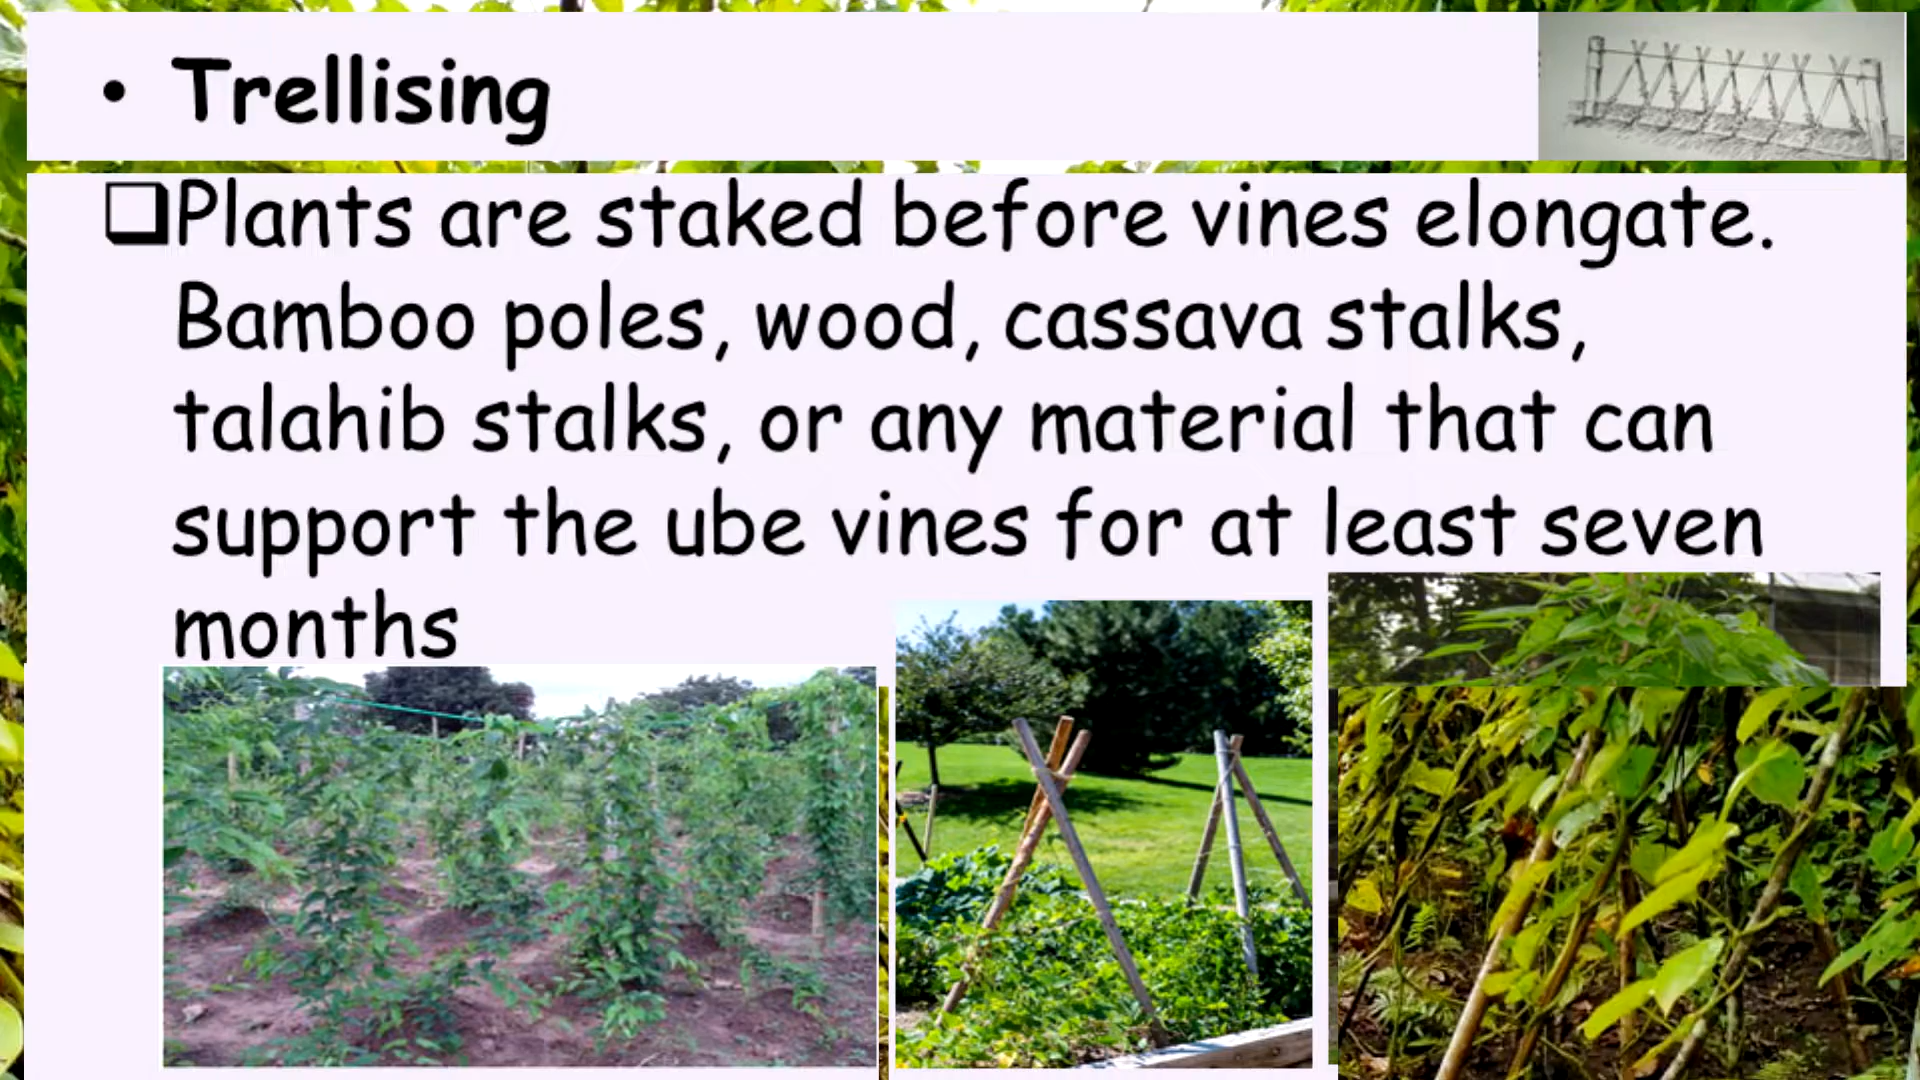 • Trellising
❑Plants are staked before vines elongate.
Bamboo poles, wood, cassava stalks,
talahib stalks, or any material that can
support the ube vines for at least seven
months